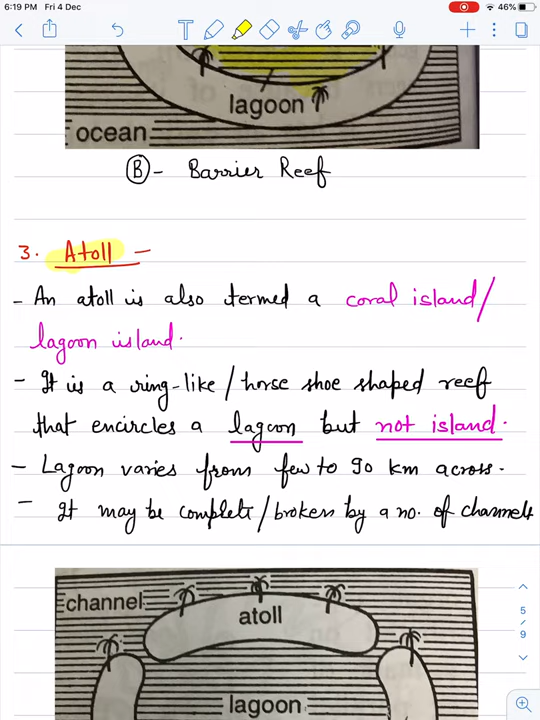 6:19 PM Fri 4 Dec
46%
lagoon
ocean
B - Barrier Reef
3. Atoll -
- An atoll is also termed a coral island/
lagoon island.
- It is a ring-like / horse shoe shaped reef
that encircles a lagoon but not island.
- Lagoon varies from few to 90 km across.
- It may be complete/broken by a no. of channels
channel
atoll
lagoon
5
/
9